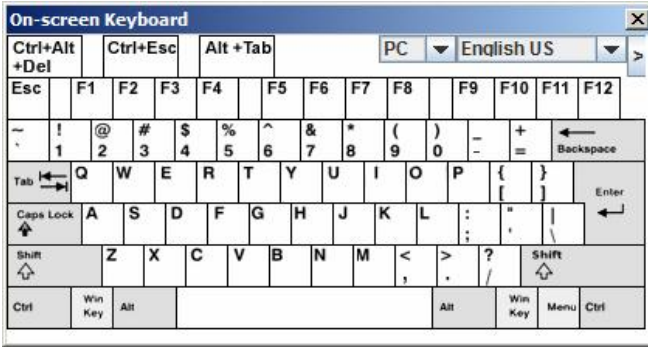 On-screen Keyboard X
Ctrl+Alt+Del Ctrl+Esc Alt +Tab PC English US >
Esc F1 F2 F3 F4 F5 F6 F7 F8 F9 F10 F11 F12
~ ! @ # $ % ^ & * ( ) _ + Backspace
` 1 2 3 4 5 6 7 8 9 0 - =
Tab Q W E R T Y U I O P { } Enter
[ ]
Caps Lock A S D F G H J K L : " |
; ' \
Shift Z X C V B N M < > ? Shift
, . /
Ctrl Win Key Alt Alt Win Key Menu Ctrl